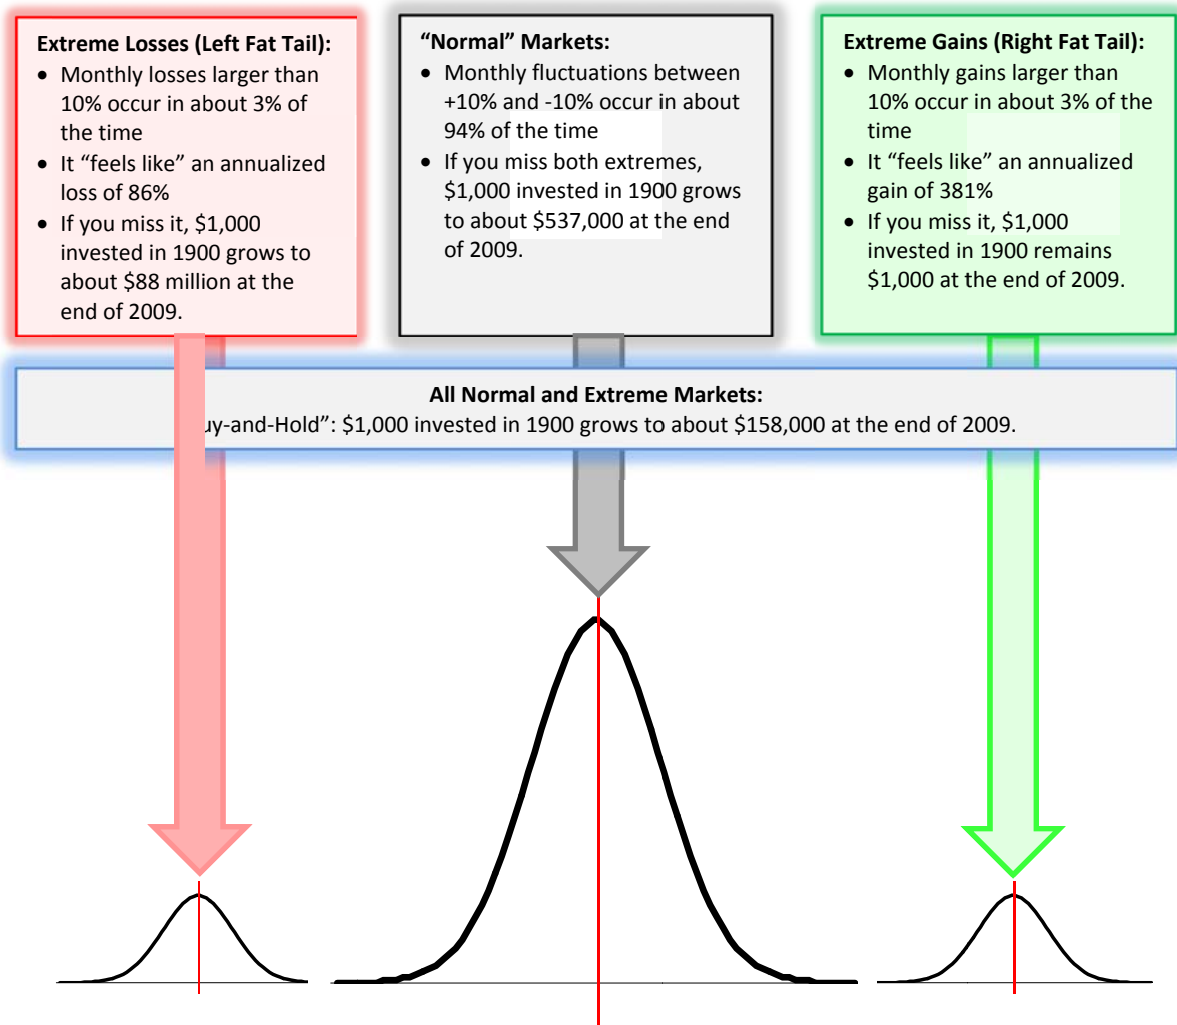 Extreme Losses (Left Fat Tail):
• Monthly losses larger than
10% occur in about 3% of
the time
• It “feels like” an annualized
loss of 86%
• If you miss it, $1,000
invested in 1900 grows to
about $88 million at the
end of 2009.
“Normal” Markets:
• Monthly fluctuations between
+10% and -10% occur in about
94% of the time
• If you miss both extremes,
$1,000 invested in 1900 grows
to about $537,000 at the end
of 2009.
Extreme Gains (Right Fat Tail):
• Monthly gains larger than
10% occur in about 3% of the
time
• It “feels like” an annualized
gain of 381%
• If you miss it, $1,000
invested in 1900 remains
$1,000 at the end of 2009.
All Normal and Extreme Markets:
uy-and-Hold”: $1,000 invested in 1900 grows to about $158,000 at the end of 2009.